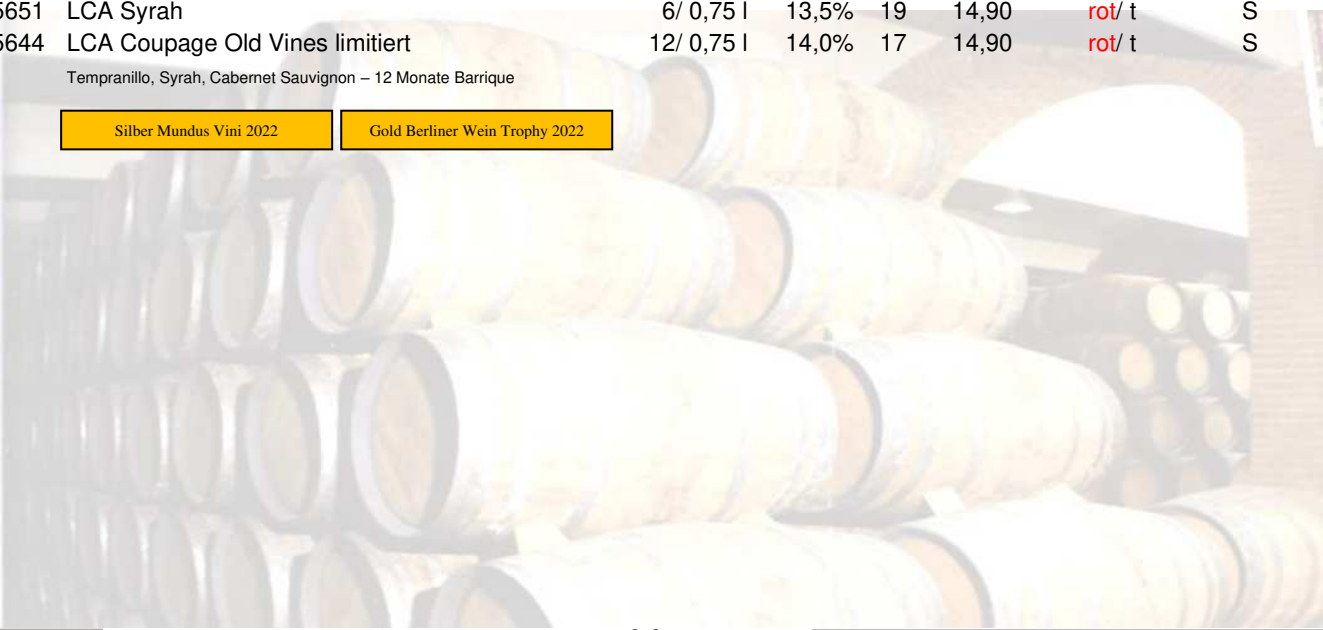 5651 LCA Syrah 6/ 0,75 l 13,5% 19 14,90 rot/ t S
5644 LCA Coupage Old Vines limitiert 12/ 0,75 l 14,0% 17 14,90 rot/ t S
Tempranillo, Syrah, Cabernet Sauvignon – 12 Monate Barrique
Silber Mundus Vini 2022 Gold Berliner Wein Trophy 2022